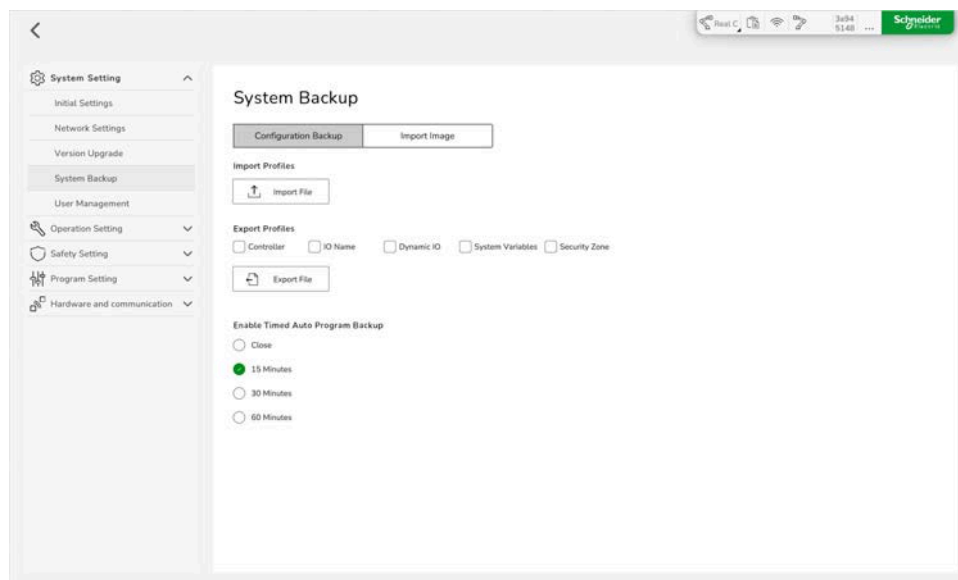 Real C
3a94
5148
...
Schneider
Electric
System Setting
Initial Settings
Network Settings
Version Upgrade
System Backup
User Management
Operation Setting
Safety Setting
Program Setting
Hardware and communication
System Backup
Configuration Backup
Import Image
Import Profiles
Import File
Export Profiles
Controller
IO Name
Dynamic IO
System Variables
Security Zone
Export File
Enable Timed Auto Program Backup
Close
15 Minutes
30 Minutes
60 Minutes